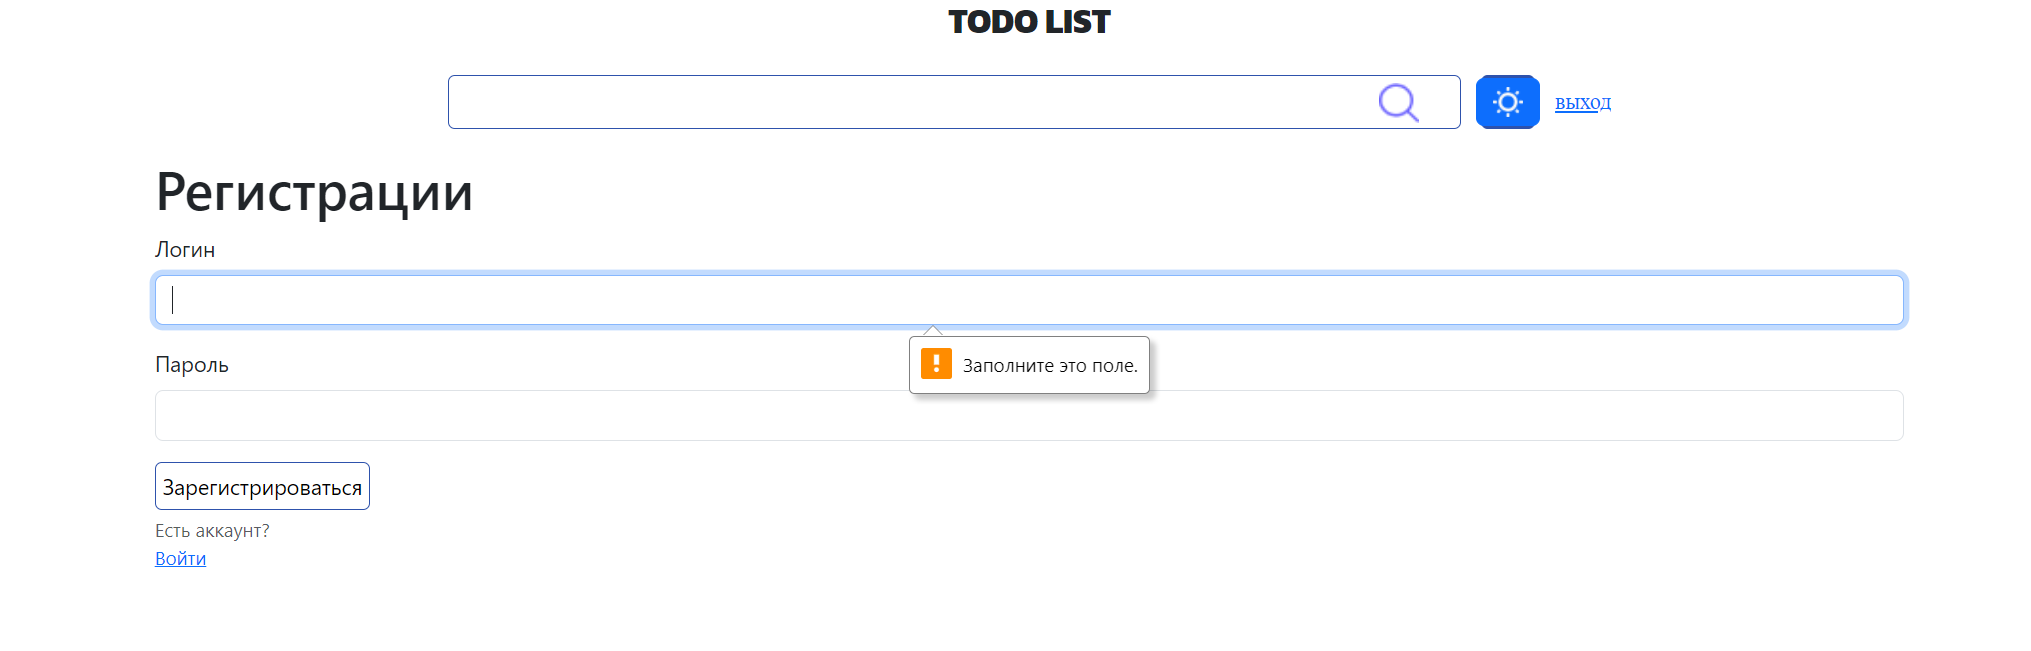 TODO LIST
выход
Регистрации
Логин
Заполните это поле.
Пароль
Зарегистрироваться
Есть аккаунт?
Войти